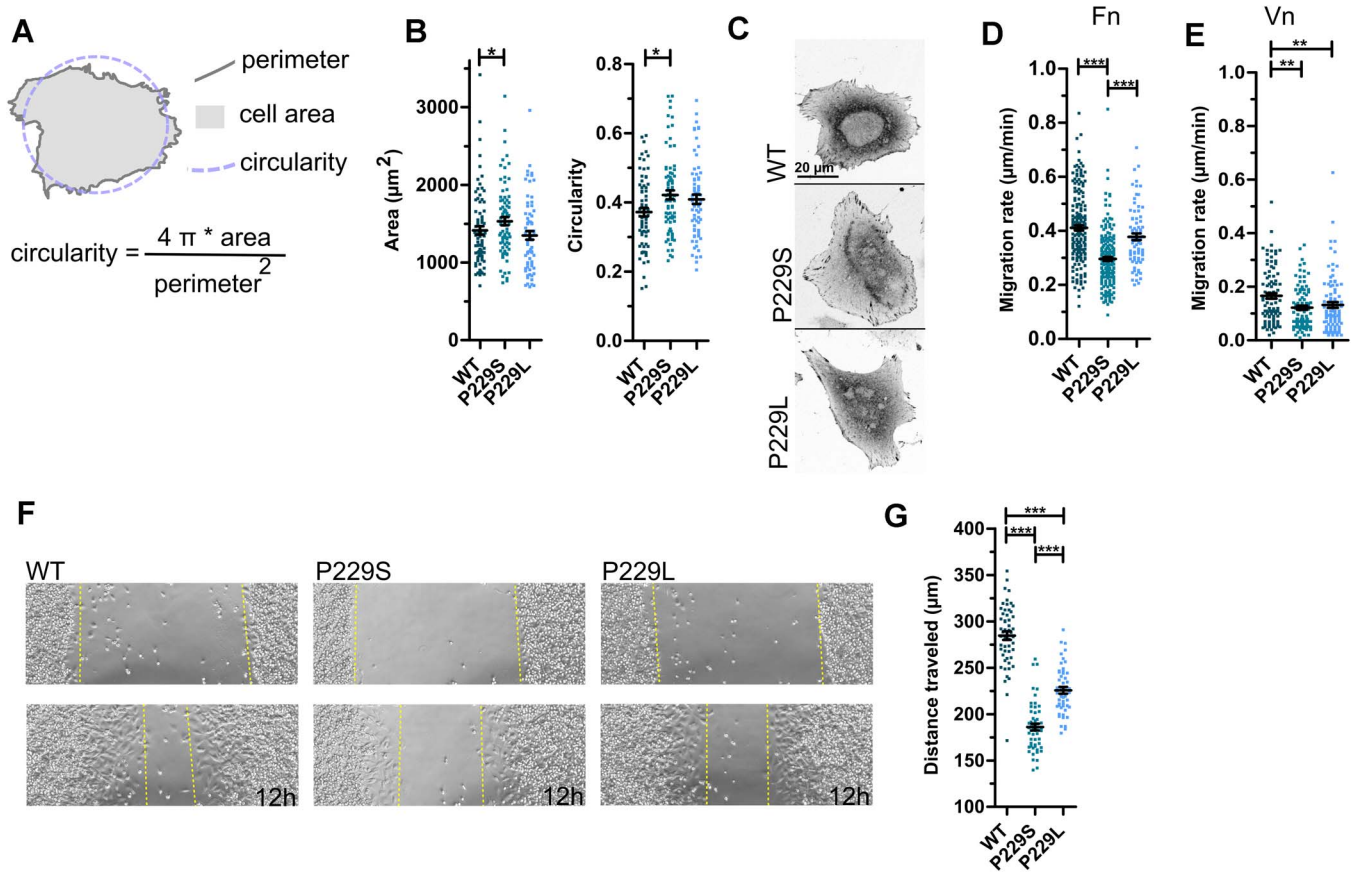 A
perimeter
cell area
circularity
circularity = 4 π * area
perimeter2
B
*
Area (µm2)
3000
2000
1000
0
WT
P229S
P229L
*
Circularity
0.8
0.6
0.4
0.2
0.0
WT
P229S
P229L
C
WT
20 µm
P229S
P229L
D
Fn
***
***
Migration rate (µm/min)
1.0
0.8
0.6
0.4
0.2
0.0
WT
P229S
P229L
E
Vn
**
**
Migration rate (µm/min)
1.0
0.8
0.6
0.4
0.2
0.0
WT
P229S
P229L
F
WT
P229S
P229L
12h
12h
12h
G
***
***
***
Distance traveled (µm)
400
350
300
250
200
150
100
WT
P229S
P229L